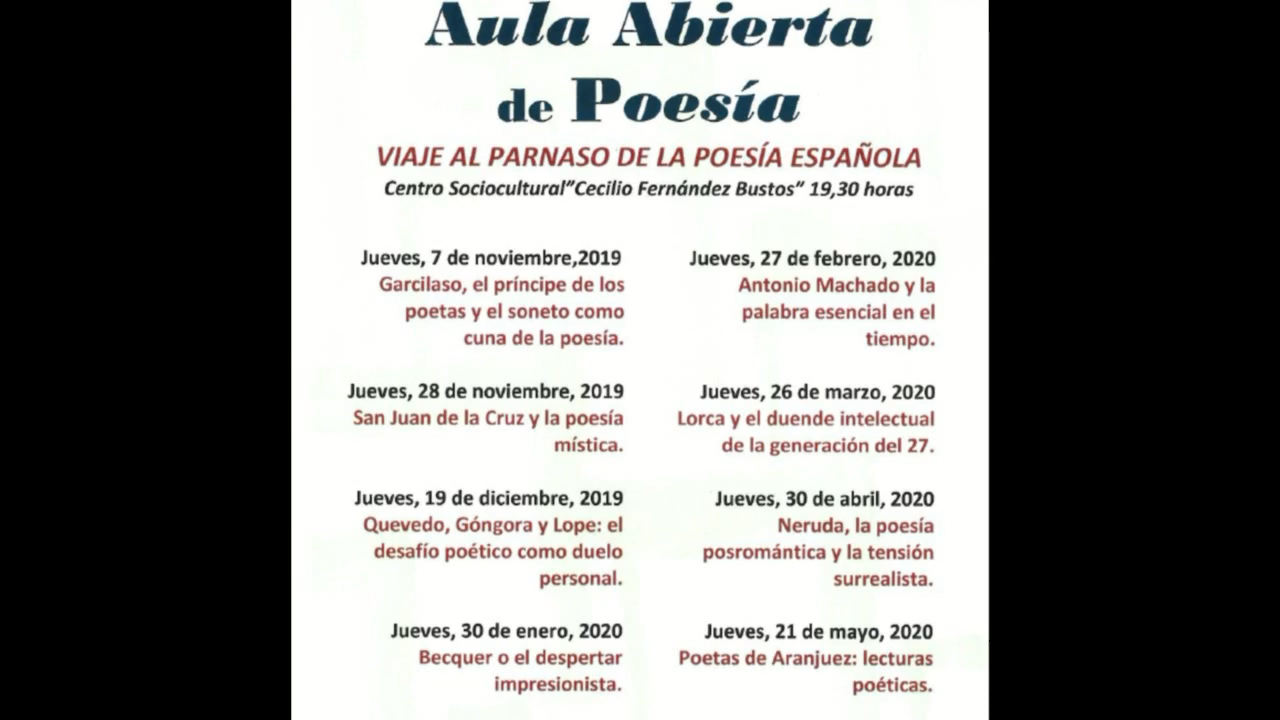 Aula Abierta
de Poesía
VIAJE AL PARNASO DE LA POESÍA ESPAÑOLA
Centro Sociocultural”Cecilio Fernández Bustos” 19,30 horas
Jueves, 7 de noviembre,2019
Garcilaso, el príncipe de los
poetas y el soneto como
cuna de la poesía.
Jueves, 28 de noviembre, 2019
San Juan de la Cruz y la poesía
mística.
Jueves, 19 de diciembre, 2019
Quevedo, Góngora y Lope: el
desafío poético como duelo
personal.
Jueves, 30 de enero, 2020
Becquer o el despertar
impresionista.
Jueves, 27 de febrero, 2020
Antonio Machado y la
palabra esencial en el
tiempo.
Jueves, 26 de marzo, 2020
Lorca y el duende intelectual
de la generación del 27.
Jueves, 30 de abril, 2020
Neruda, la poesía
posromántica y la tensión
surrealista.
Jueves, 21 de mayo, 2020
Poetas de Aranjuez: lecturas
poéticas.